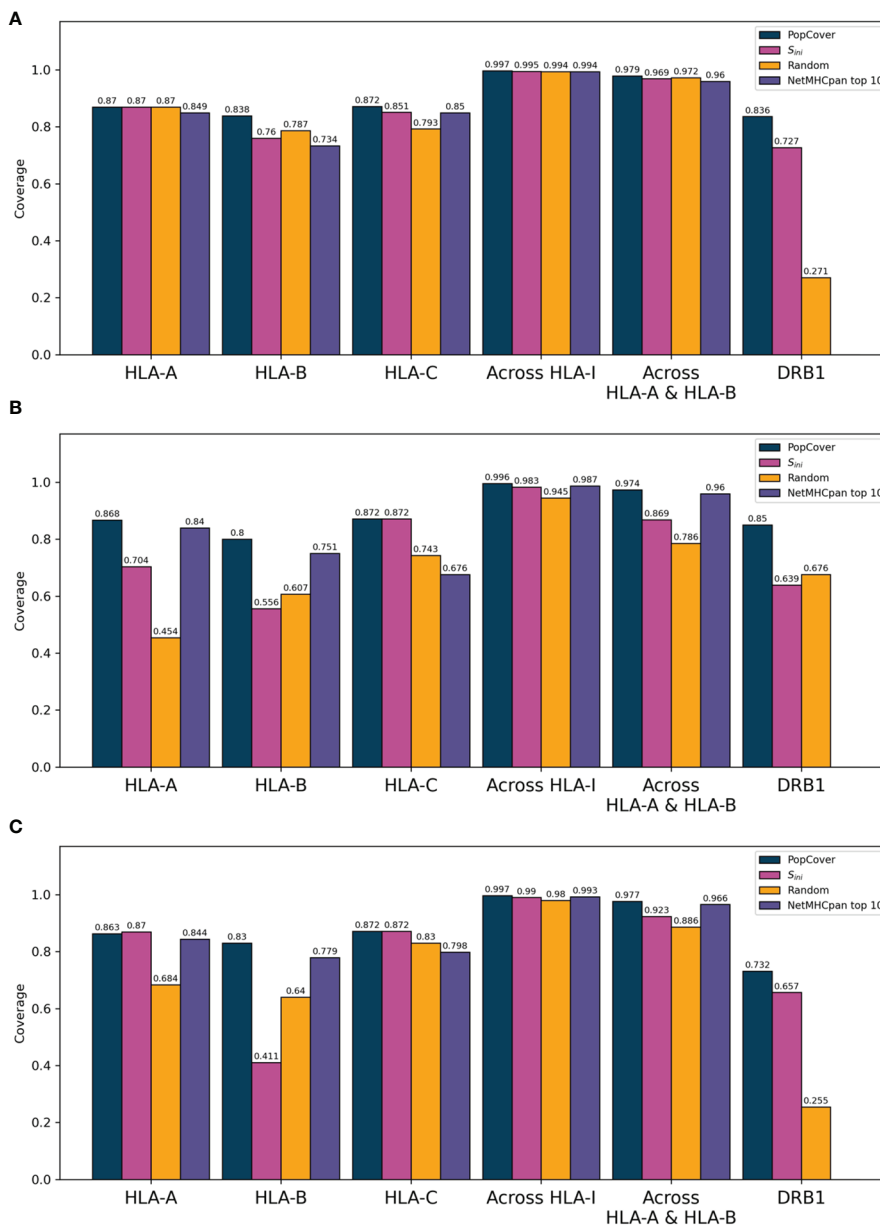 A
PopCover
S_ini
Random
NetMHCpan top 10
Coverage
1.0
0.8
0.6
0.4
0.2
0.0
0.87 0.87 0.87 0.849
0.838 0.76 0.787 0.734
0.872 0.851 0.793 0.85
0.997 0.995 0.994 0.994
0.979 0.969 0.972 0.96
0.836 0.727 0.271
HLA-A HLA-B HLA-C Across HLA-I Across DRB1
HLA-A & HLA-B
B
PopCover
S_ini
Random
NetMHCpan top 10
Coverage
1.0
0.8
0.6
0.4
0.2
0.0
0.868 0.704 0.454 0.84
0.8 0.556 0.607 0.751
0.872 0.872 0.743 0.676
0.996 0.983 0.945 0.987
0.974 0.869 0.786 0.96
0.85 0.639 0.676
HLA-A HLA-B HLA-C Across HLA-I Across DRB1
HLA-A & HLA-B
C
PopCover
S_ini
Random
NetMHCpan top 10
Coverage
1.0
0.8
0.6
0.4
0.2
0.0
0.863 0.87 0.684 0.844
0.83 0.411 0.64 0.779
0.872 0.872 0.83 0.798
0.997 0.99 0.98 0.993
0.977 0.923 0.886 0.966
0.732 0.657 0.255
HLA-A HLA-B HLA-C Across HLA-I Across DRB1
HLA-A & HLA-B